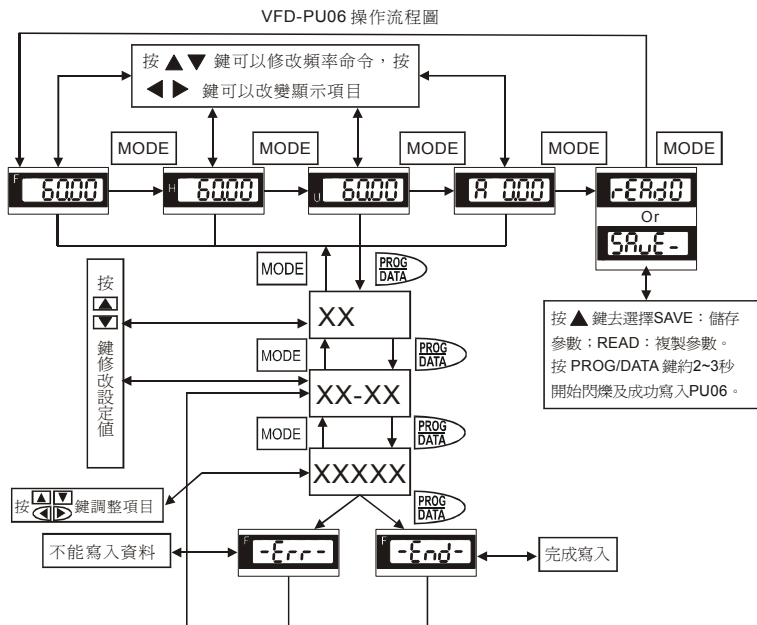 VFD-PU06 操作流程圖
按 ▲ ▼ 鍵可以修改頻率命令,按
◀ ▶ 鍵可以改變顯示項目
MODE
MODE
MODE
MODE
MODE
F 60.00
H 60.00
U 60.00
A 0.00
rEAd0
Or
SAvE-
MODE
PROG
DATA
按
▲
▼
鍵修改設定值
XX
按 ▲ 鍵去選擇SAVE:儲存
參數;READ:複製參數。
按 PROG/DATA 鍵約2~3秒
開始閃爍及成功寫入PU06。
MODE
PROG
DATA
XX-XX
MODE
PROG
DATA
XXXXX
按 ▲ ▼ ◀ ▶ 鍵調整項目
PROG
DATA
不能寫入資料
F -Err-
F -End-
完成寫入